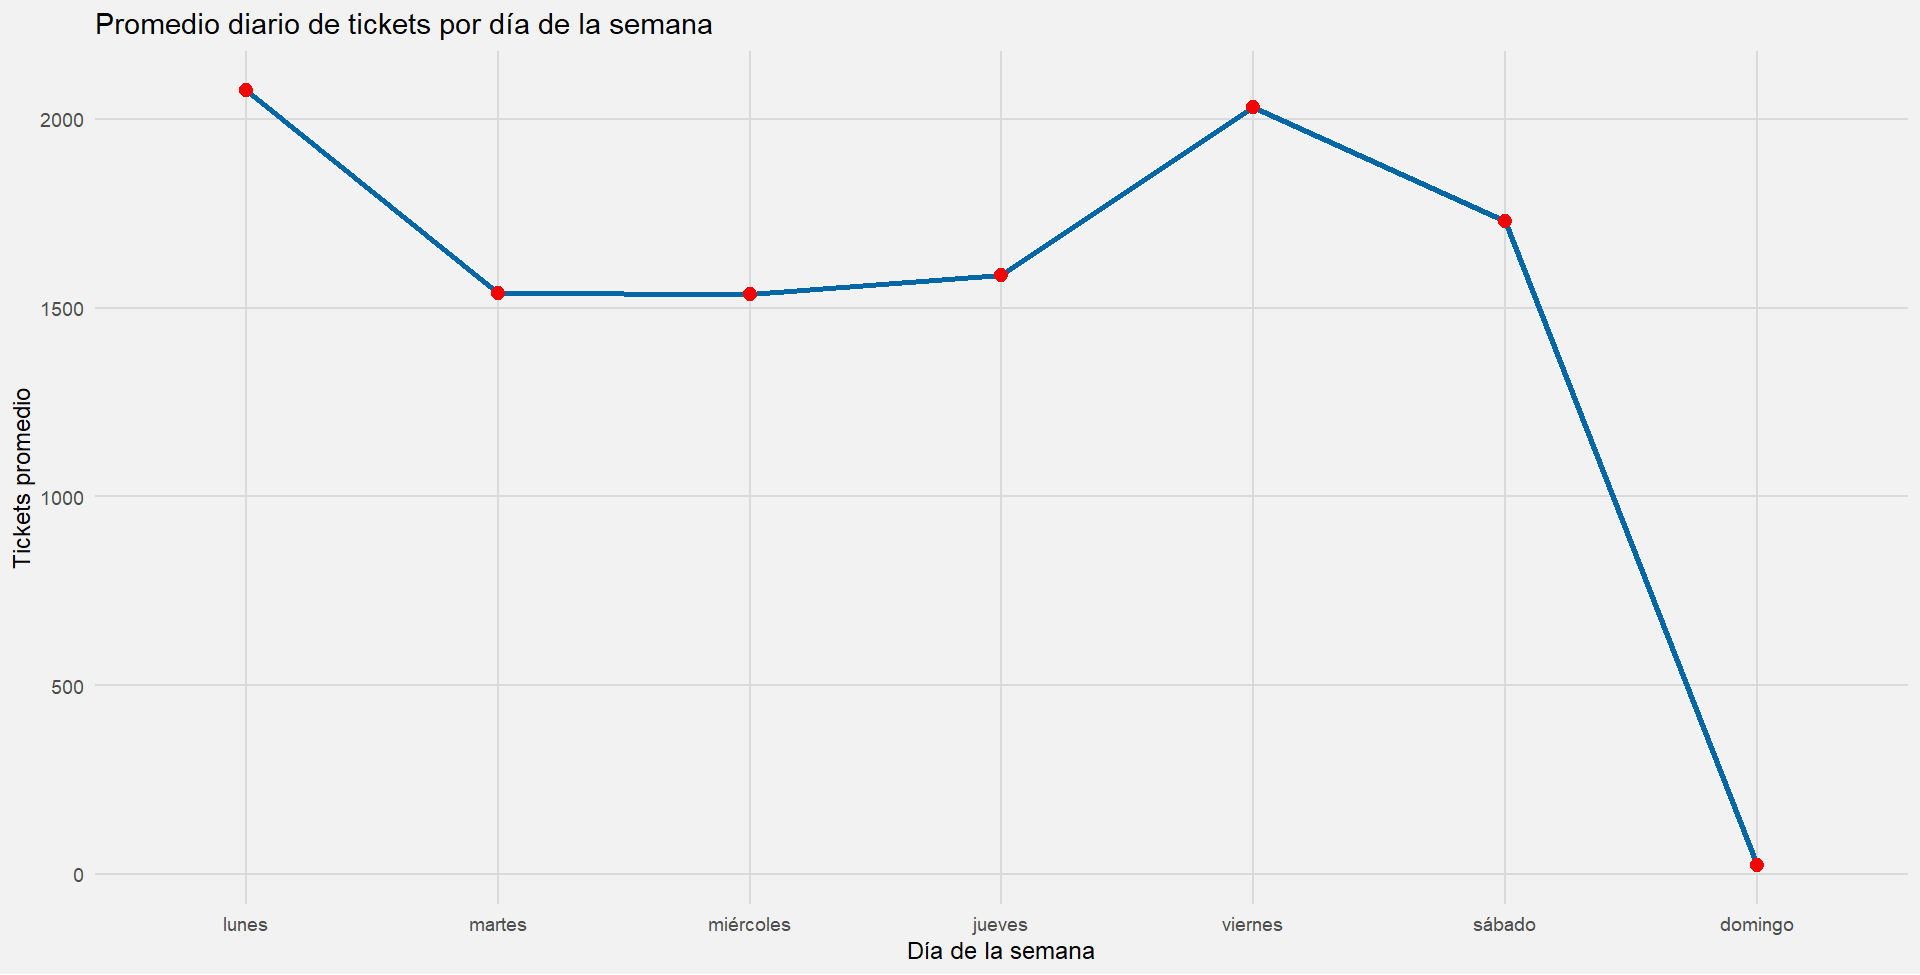 Promedio diario de tickets por día de la semana
Tickets promedio
2000
1500
1000
500
0
lunes
martes
miércoles
jueves
viernes
sábado
domingo
Día de la semana